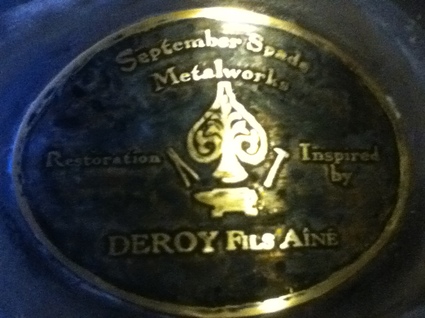 September Spade
Metalworks
Restoration Inspired
by
DEROY FILS AÎNÉ